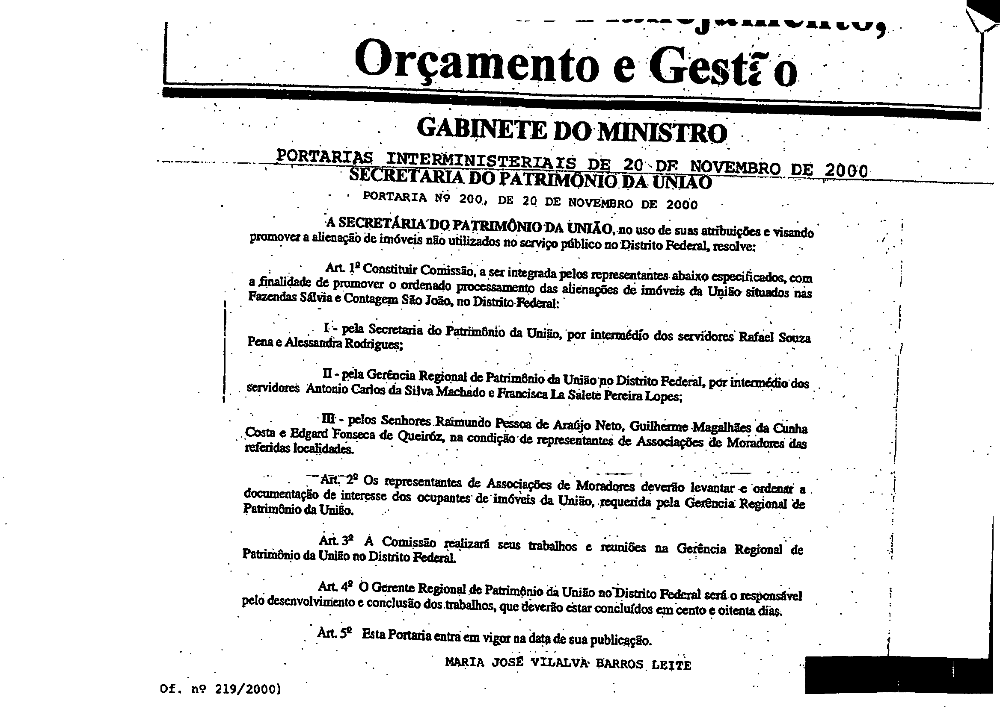 Orçamento e Gestão
GABINETE DO MINISTRO
PORTARIAS INTERMINISTERIAIS DE 20 DE NOVEMBRO DE 2000
SECRETARIA DO PATRIMÔNIO DA UNIÃO
PORTARIA Nº 200, DE 20 DE NOVEMBRO DE 2000
A SECRETÁRIA DO PATRIMÔNIO DA UNIÃO, no uso de suas atribuições e visando
promover a alienação de imóveis não utilizados no serviço público no Distrito Federal, resolve:
Art. 1º Constituir Comissão, a ser integrada pelos representantes abaixo especificados, com
a finalidade de promover o ordenado processamento das alienações de imóveis da União situados nas
Fazendas Sálvia e Contagem São João, no Distrito Federal:
I - pela Secretaria do Patrimônio da União, por intermédio dos servidores Rafael Souza
Pena e Alessandra Rodrigues;
II - pela Gerência Regional de Patrimônio da União no Distrito Federal, por intermédio dos
servidores Antonio Carlos da Silva Machado e Francisca La Salete Pereira Lopes;
III - pelos Senhores Raimundo Pessoa de Araújo Neto, Guilherme Magalhães da Cunha
Costa e Edgard Fonseca de Queiróz, na condição de representantes de Associações de Moradores das
referidas localidades.
Art. 2º Os representantes de Associações de Moradores deverão levantar e ordenar a
documentação de interesse dos ocupantes de imóveis da União, requerida pela Gerência Regional de
Patrimônio da União.
Art. 3º A Comissão realizará seus trabalhos e reuniões na Gerência Regional de
Patrimônio da União no Distrito Federal.
Art. 4º O Gerente Regional de Patrimônio da União no Distrito Federal será o responsável
pelo desenvolvimento e conclusão dos trabalhos, que deverão estar concluídos em cento e oitenta dias.
Art. 5º Esta Portaria entra em vigor na data de sua publicação.
MARIA JOSÉ VILALVA BARROS LEITE
Of. nº 219/2000)